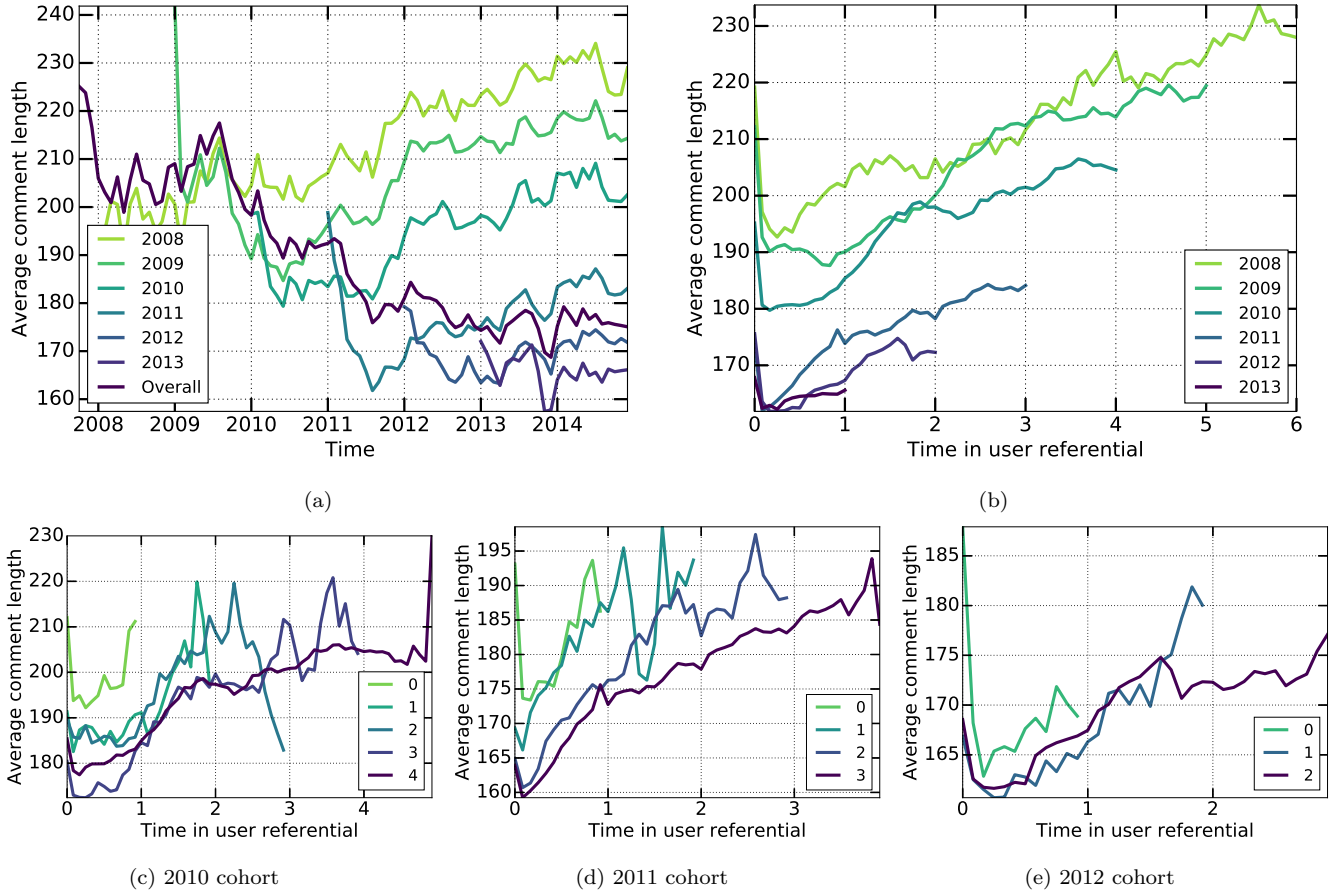 240
230
220
210
200
190
180
170
160
Average comment length
2008
2009
2010
2011
2012
2013
Overall
2008 2009 2010 2011 2012 2013 2014
Time
(a)
230
220
210
200
190
180
170
Average comment length
2008
2009
2010
2011
2012
2013
0 1 2 3 4 5 6
Time in user referential
(b)
230
220
210
200
190
180
Average comment length
0
1
2
3
4
0 1 2 3 4
Time in user referential
(c) 2010 cohort
195
190
185
180
175
170
165
160
Average comment length
0
1
2
3
0 1 2 3
Time in user referential
(d) 2011 cohort
185
180
175
170
165
Average comment length
0
1
2
0 1 2
Time in user referential
(e) 2012 cohort